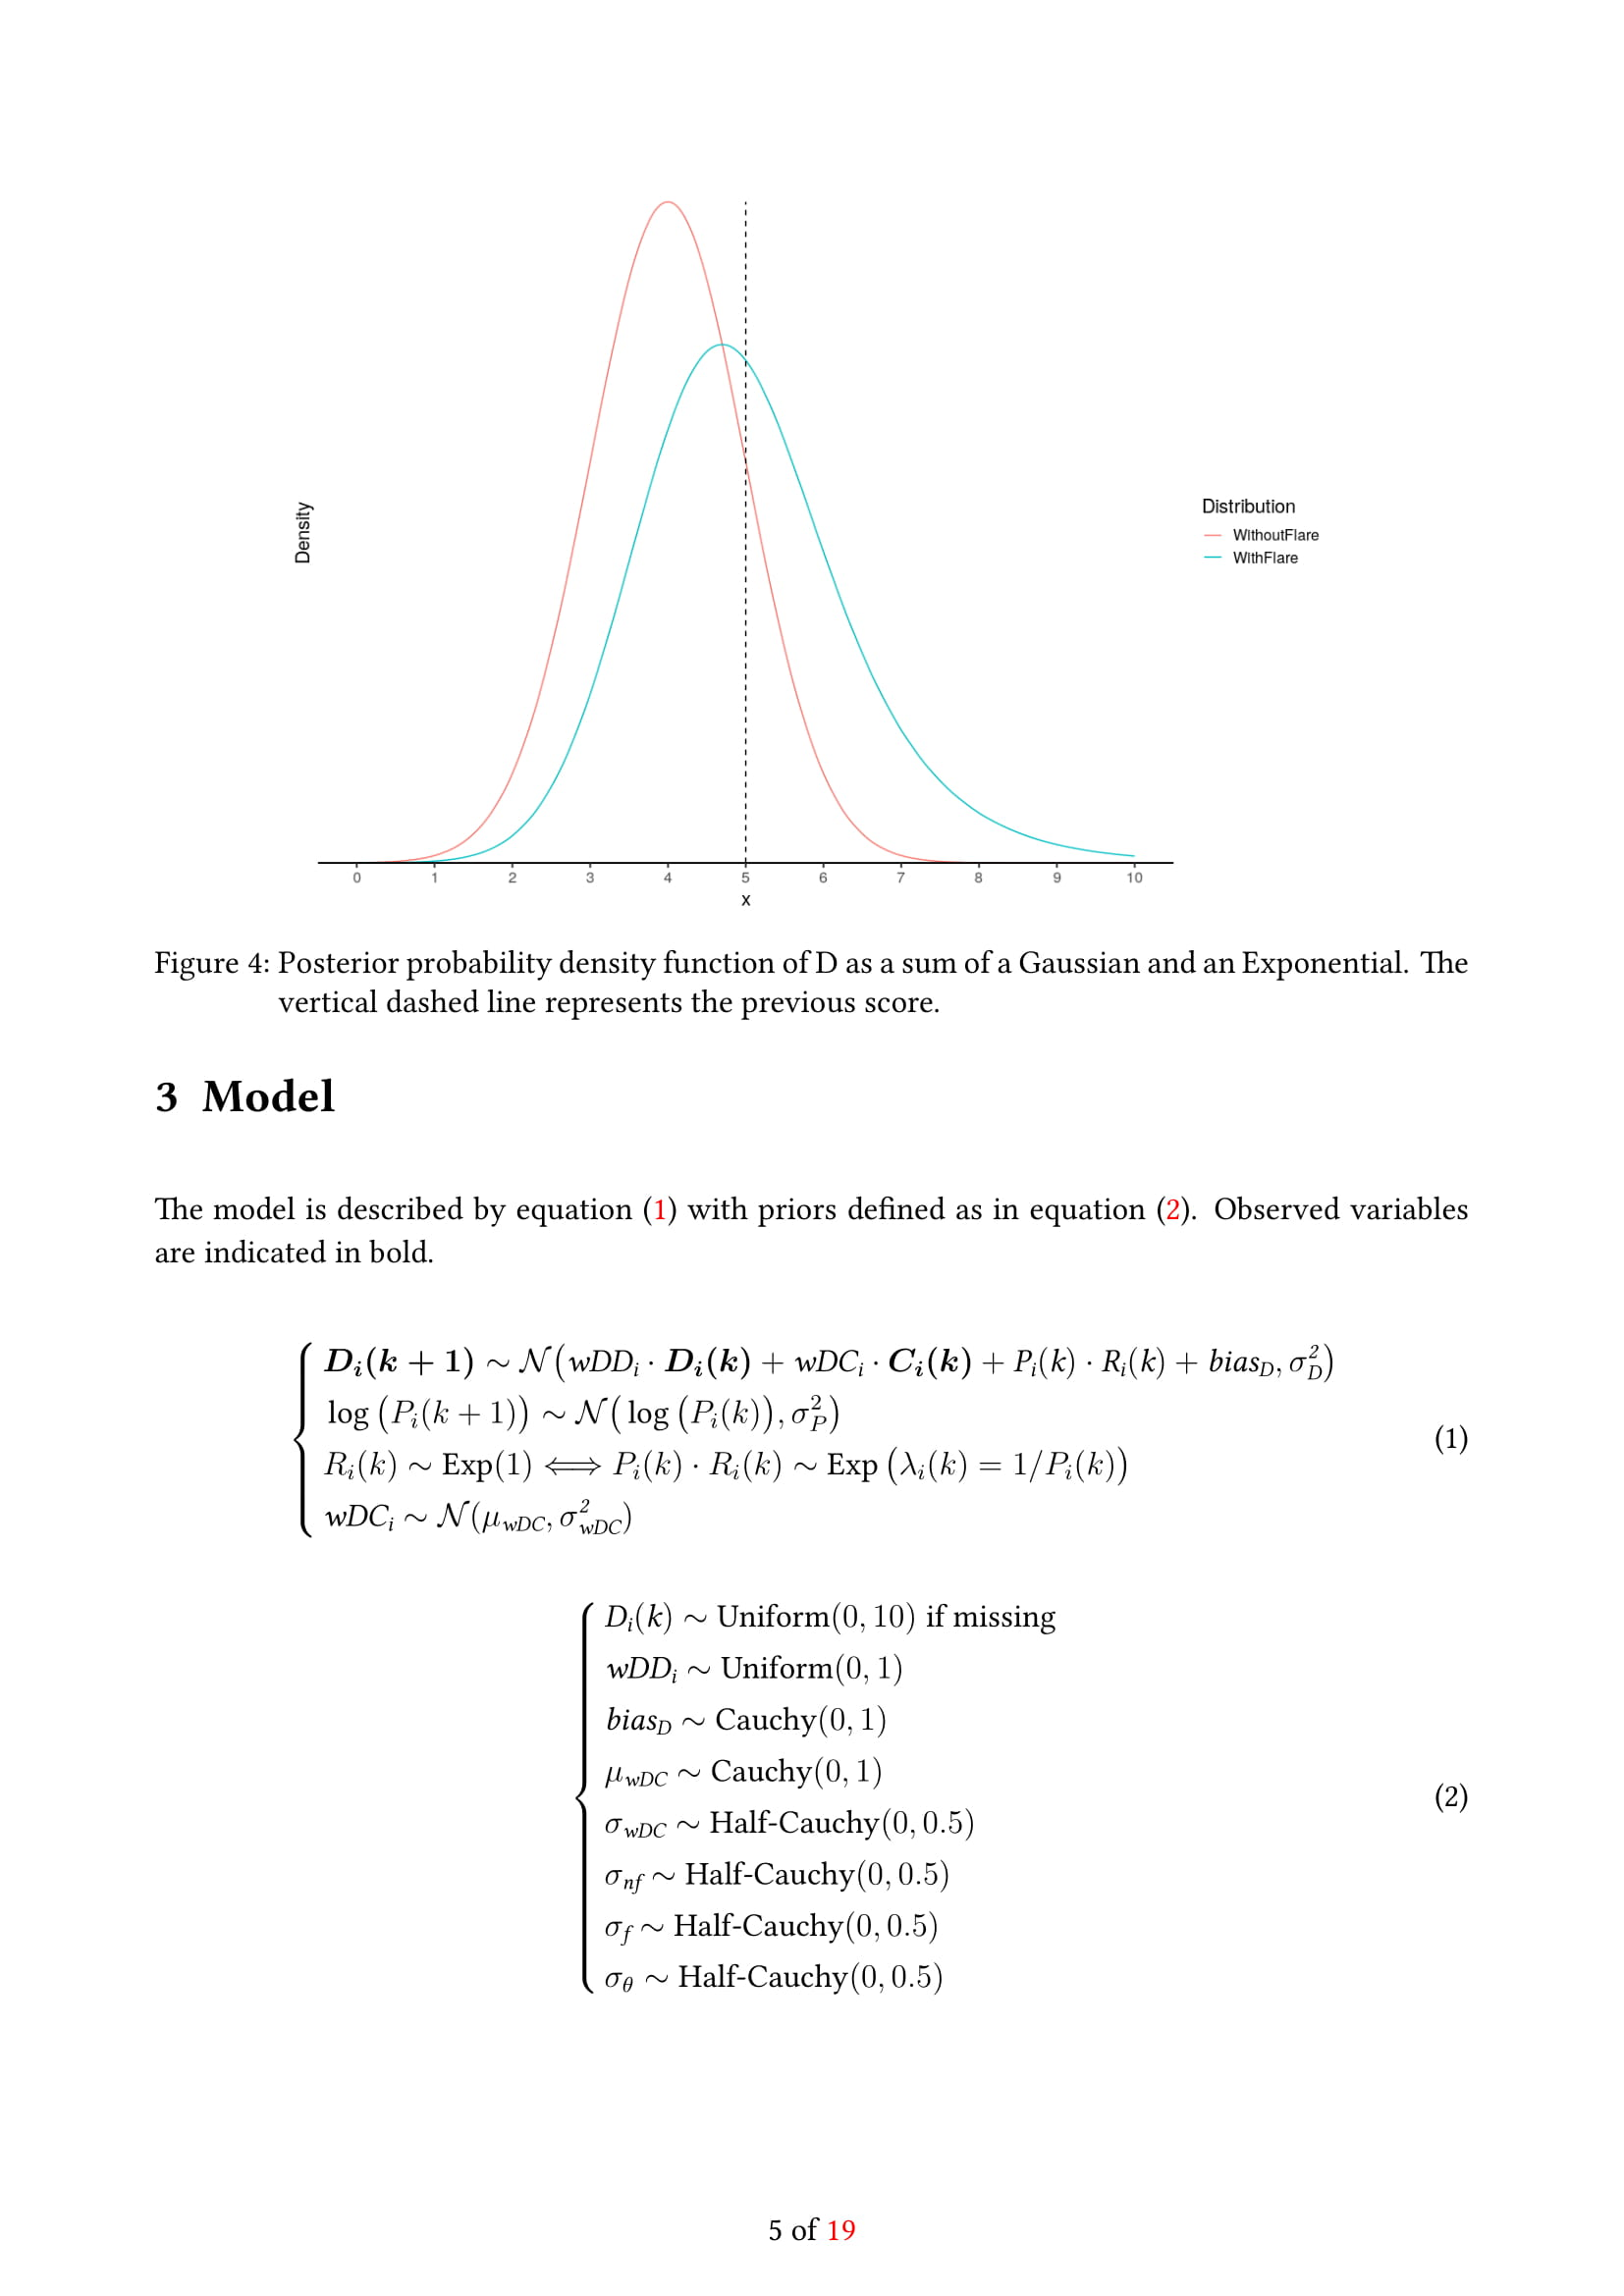 Density
0 1 2 3 4 5 6 7 8 9 10
x
Distribution
WithoutFlare
WithFlare
Figure 4: Posterior probability density function of D as a sum of a Gaussian and an Exponential. The
vertical dashed line represents the previous score.
3 Model
The model is described by equation (1) with priors defined as in equation (2). Observed variables
are indicated in bold.
D_i(k + 1) ∼ 𝒩(wDD_i · D_i(k) + wDC_i · C_i(k) + P_i(k) · R_i(k) + bias_D, σ_D^2)
log (P_i(k + 1)) ∼ 𝒩( log (P_i(k)), σ_P^2)
R_i(k) ∼ Exp(1) ⟺ P_i(k) · R_i(k) ∼ Exp (λ_i(k) = 1/P_i(k))
wDC_i ∼ 𝒩(μ_wDC, σ_wDC^2)
(1)
D_i(k) ∼ Uniform(0, 10) if missing
wDD_i ∼ Uniform(0, 1)
bias_D ∼ Cauchy(0, 1)
μ_wDC ∼ Cauchy(0, 1)
σ_wDC ∼ Half-Cauchy(0, 0.5)
σ_nf ∼ Half-Cauchy(0, 0.5)
σ_f ∼ Half-Cauchy(0, 0.5)
σ_θ ∼ Half-Cauchy(0, 0.5)
(2)
5 of 19